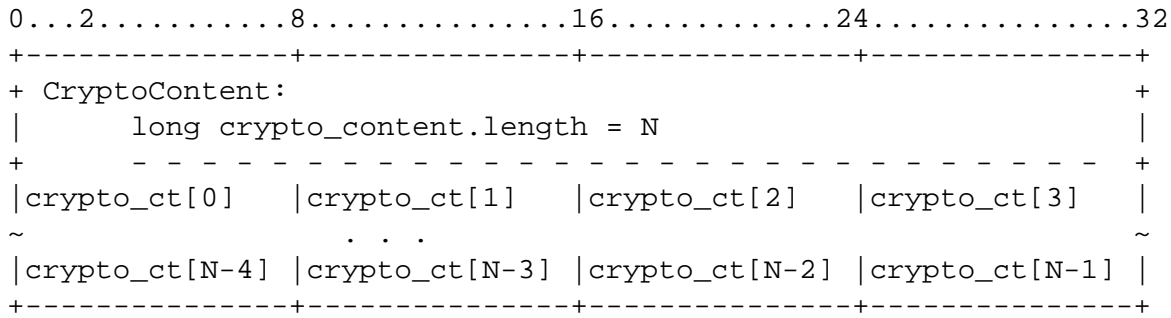 0...2...........8...............16..............24...............32
+---------------+---------------+---------------+---------------+
+ CryptoContent:                                                +
|      long crypto_content.length = N                           |
+      - - - - - - - - - - - - - - - - - - - - - - - - - - - -  +
|crypto_ct[0]   |crypto_ct[1]   |crypto_ct[2]   |crypto_ct[3]   |
~                  . . .                                        ~
|crypto_ct[N-4] |crypto_ct[N-3] |crypto_ct[N-2] |crypto_ct[N-1] |
+---------------+---------------+---------------+---------------+